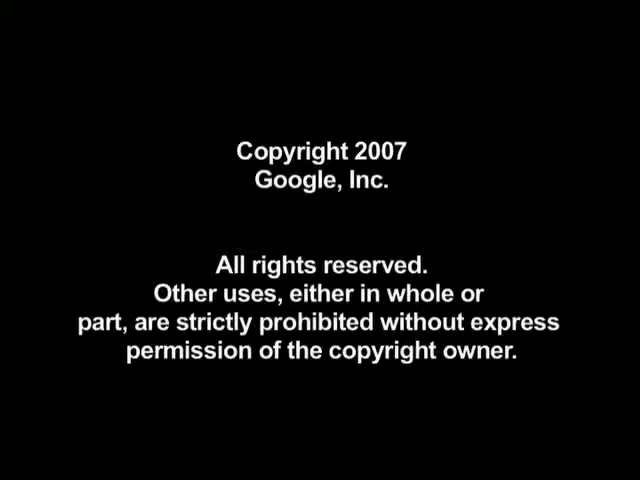 Copyright 2007
Google, Inc.
All rights reserved.
Other uses, either in whole or
part, are strictly prohibited without express
permission of the copyright owner.